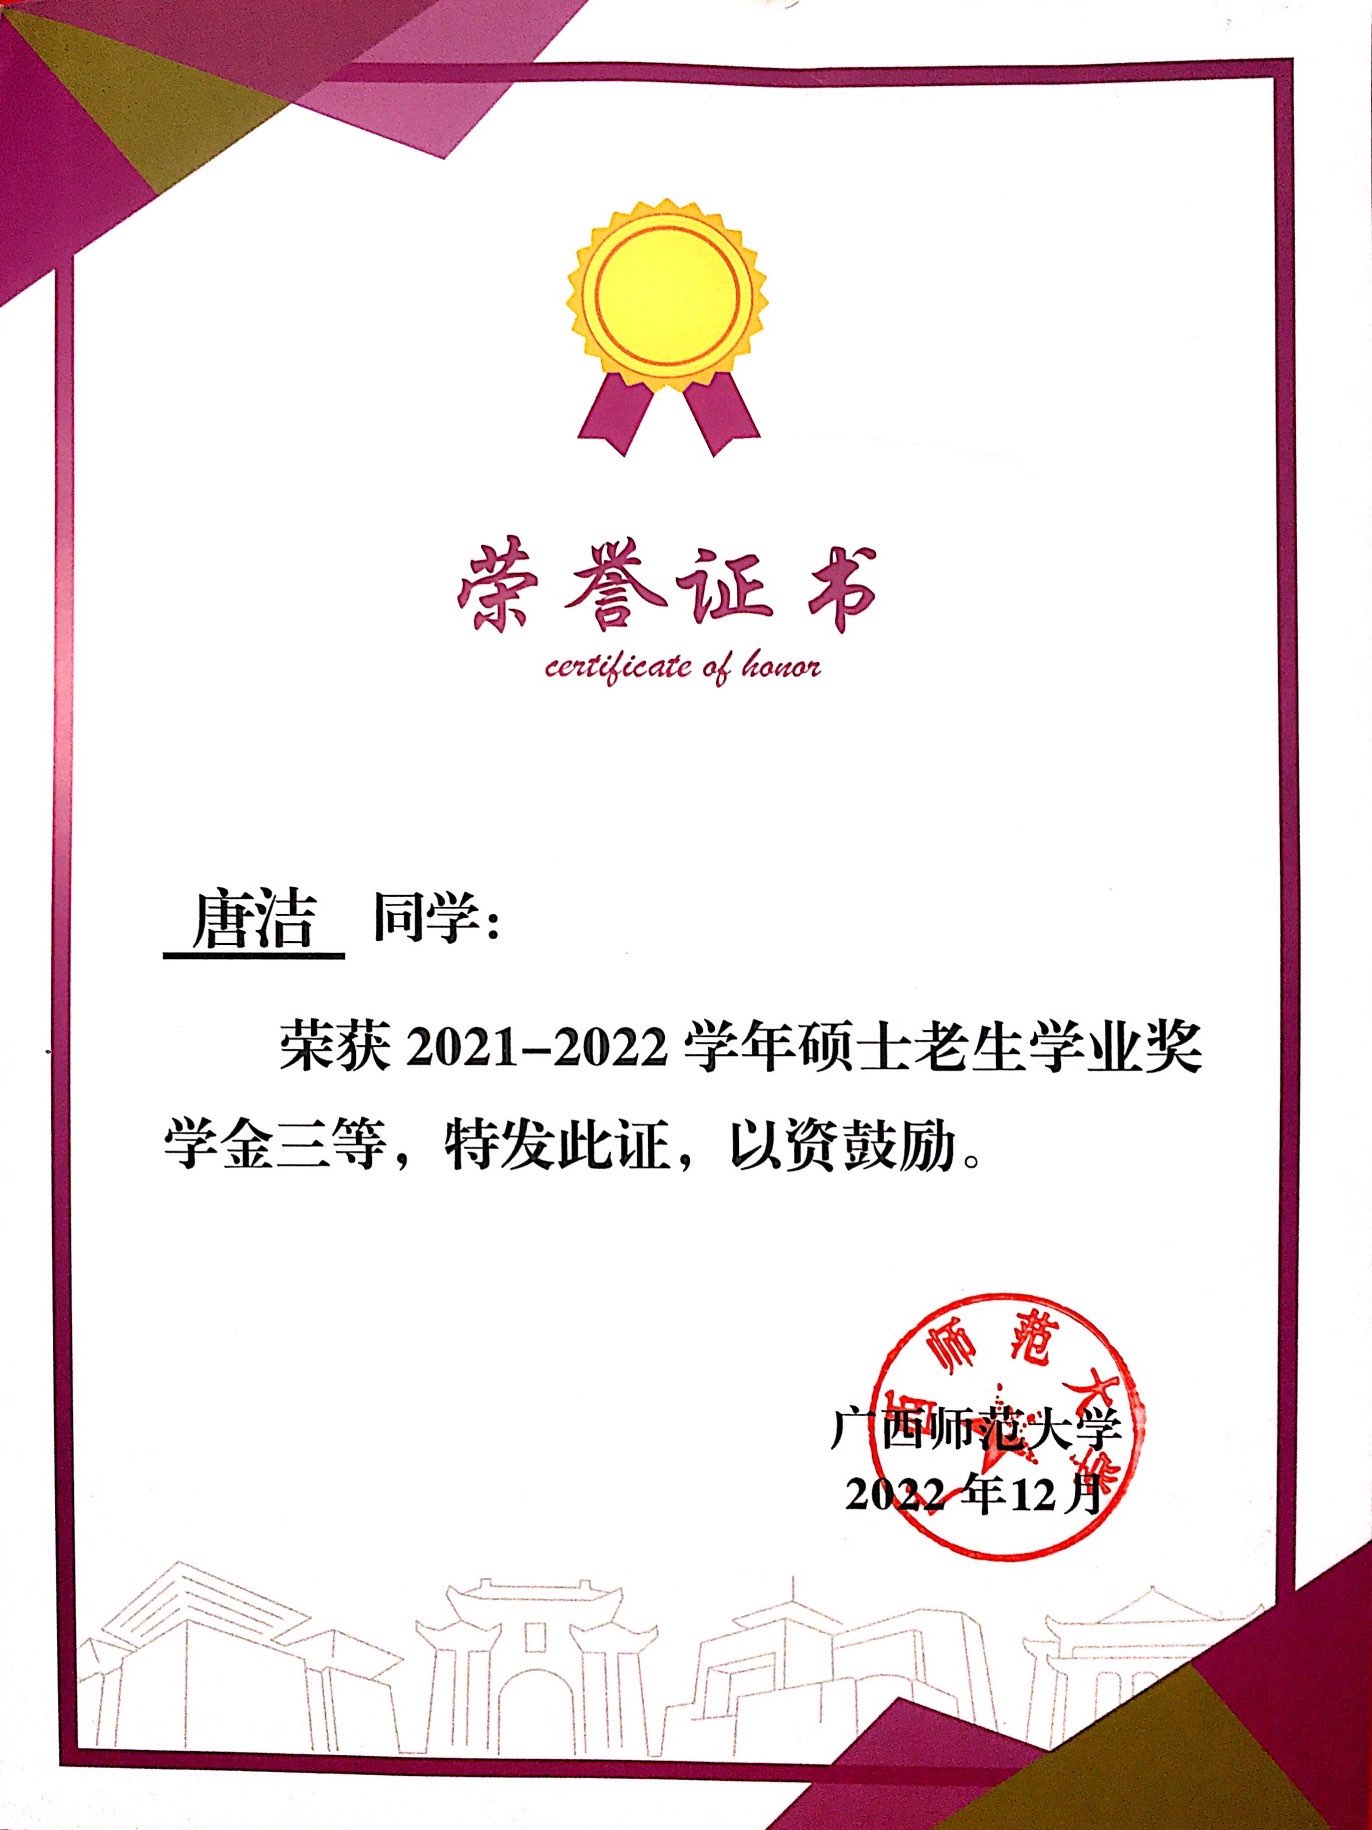 荣誉证书
certificate of honor
唐洁 同学：
荣获 2021-2022 学年硕士老生学业奖
学金三等，特发此证，以资鼓励。
广西师范大学
广西师范大学
2022 年12月